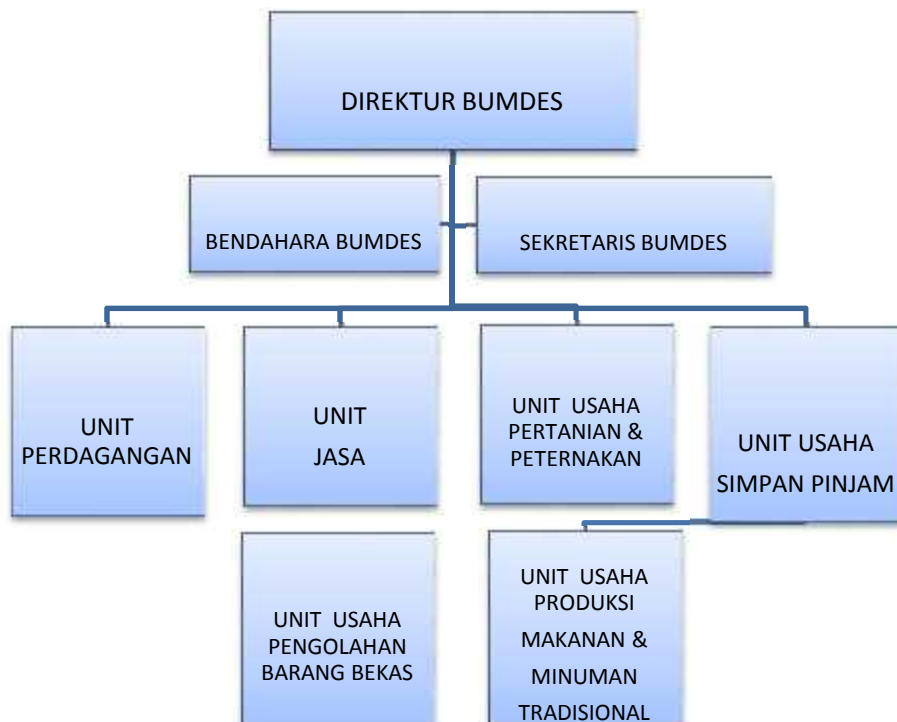 DIREKTUR BUMDES
BENDAHARA BUMDES
SEKRETARIS BUMDES
UNIT
PERDAGANGAN
UNIT
JASA
UNIT USAHA
PERTANIAN &
PETERNAKAN
UNIT USAHA
SIMPAN PINJAM
UNIT USAHA
PENGOLAHAN
BARANG BEKAS
UNIT USAHA
PRODUKSI
MAKANAN &
MINUMAN
TRADISIONAL